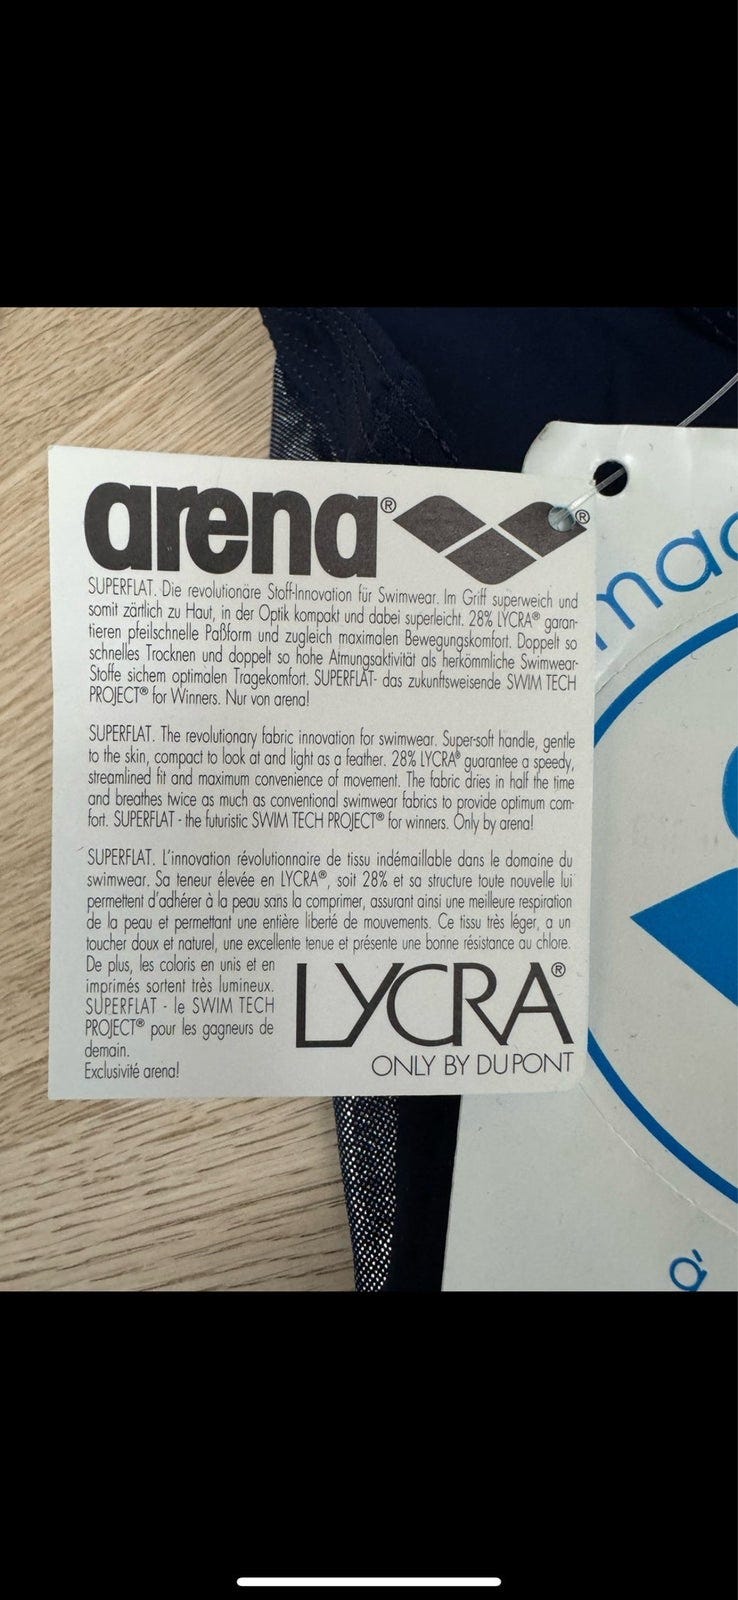 arena®
®
SUPERFLAT. Die revolutionäre Stoff-Innovation für Swimwear. Im Griff superweich und
somit zärtlich zu Haut, in der Optik kompakt und dabei superleicht. 28% LYCRA® garan-
tieren pfeilschnelle Paßform und zugleich maximalen Bewegungskomfort. Doppelt so
schnelles Trocknen und doppelt so hohe Atmungsaktivität als herkömmliche Swimwear-
Stoffe sichern optimalen Tragekomfort. SUPERFLAT- das zukunftsweisende SWIM TECH
PROJECT® for Winners. Nur von arena!
SUPERFLAT. The revolutionary fabric innovation for swimwear. Super-soft handle, gentle
to the skin, compact to look at and light as a feather. 28% LYCRA® guarantee a speedy,
streamlined fit and maximum convenience of movement. The fabric dries in half the time
and breathes twice as much as conventional swimwear fabrics to provide optimum com-
fort. SUPERFLAT - the futuristic SWIM TECH PROJECT® for winners. Only by arena!
SUPERFLAT. L'innovation révolutionnaire de tissu indémaillable dans le domaine du
swimwear. Sa teneur élevée en LYCRA®, soit 28% et sa structure toute nouvelle lui
permettent d'adhérer à la peau sans la comprimer, assurant ainsi une meilleure respiration
de la peau et permettant une entière liberté de mouvements. Ce tissu très léger, a un
toucher doux et naturel, une excellente tenue et présente une bonne résistance au chlore.
De plus, les coloris en unis et en
imprimés sortent très lumineux.
SUPERFLAT - le SWIM TECH
PROJECT® pour les gagneurs de
demain.
Exclusivité arena!
LYCRA®
ONLY BY DU PONT